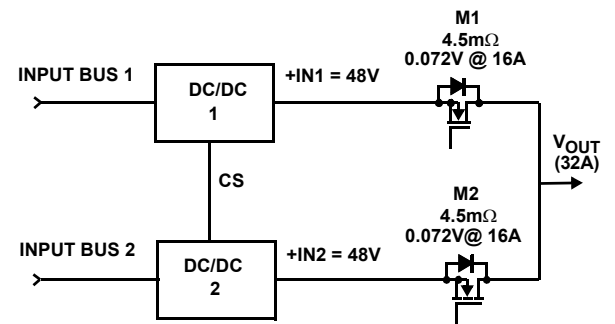 M1
4.5mΩ
0.072V @ 16A
INPUT BUS 1
DC/DC
1
+IN1 = 48V
VOUT
(32A)
CS
M2
4.5mΩ
0.072V@ 16A
INPUT BUS 2
DC/DC
2
+IN2 = 48V